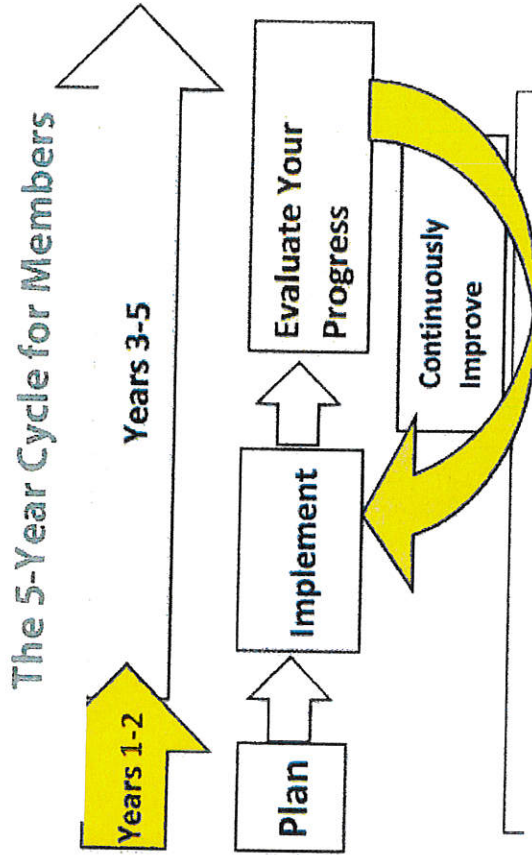 The 5-Year Cycle for Members
Years 1-2
Years 3-5
Plan
Implement
Evaluate Your
Progress
Continuously
Improve